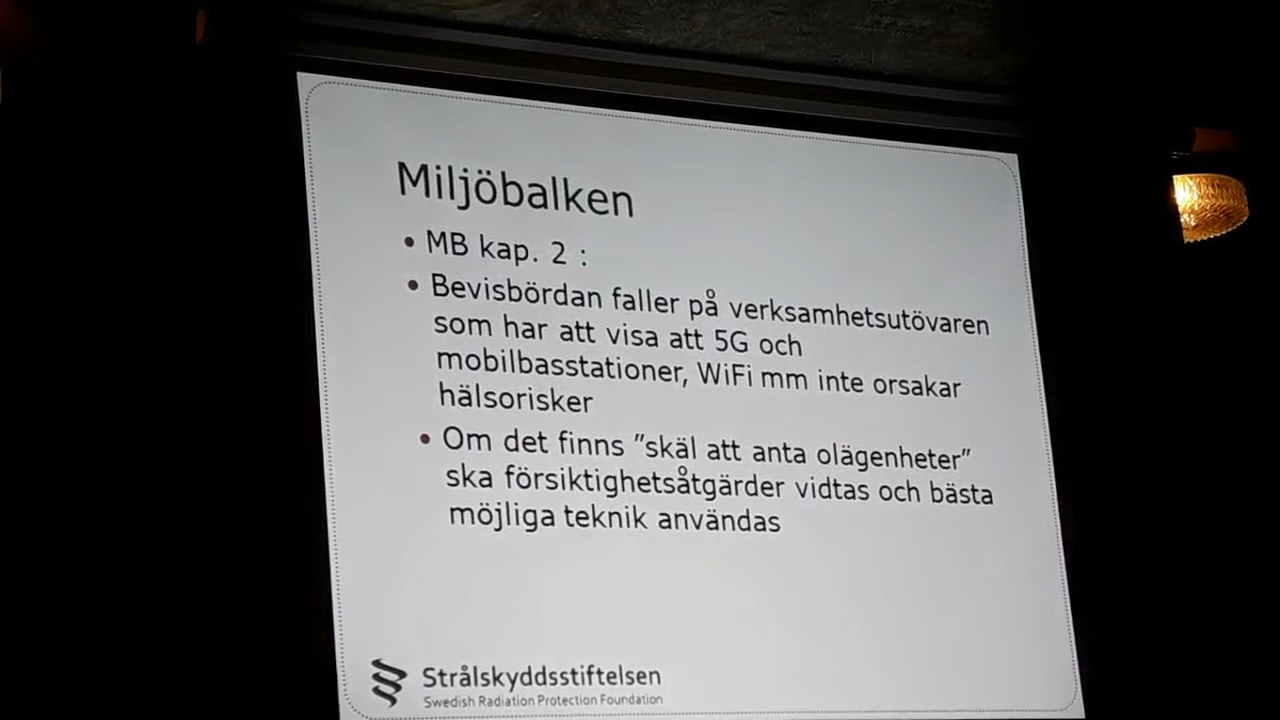 Miljöbalken
• MB kap. 2 :
• Bevisbördan faller på verksamhetsutövaren
som har att visa att 5G och
mobilbasstationer, WiFi mm inte orsakar
hälsorisker
• Om det finns ”skäl att anta olägenheter”
ska försiktighetsåtgärder vidtas och bästa
möjliga teknik användas
Strålskyddsstiftelsen
Swedish Radiation Protection Foundation